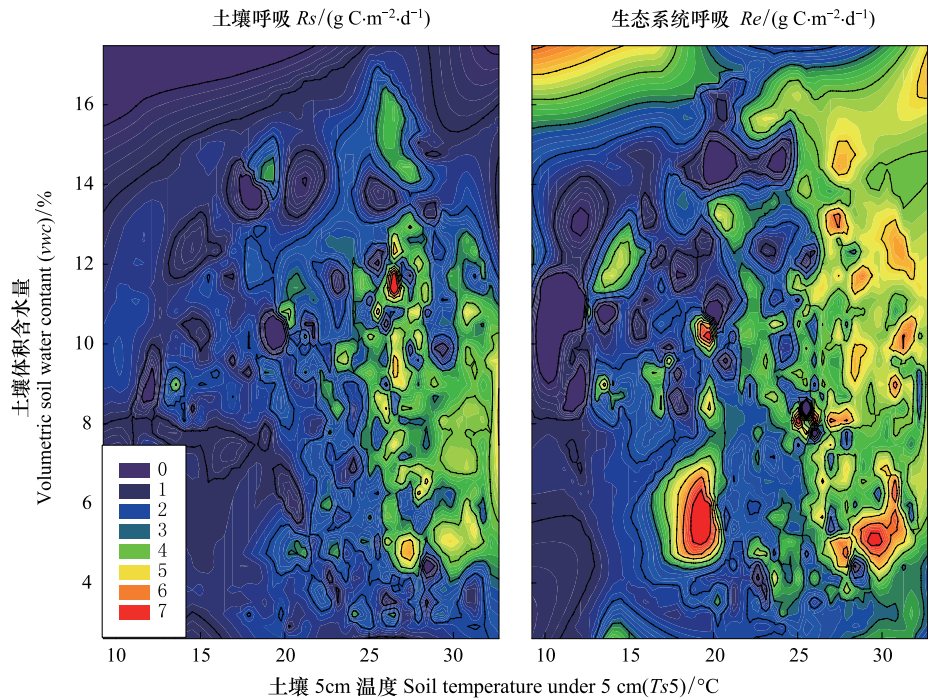 土壤呼吸 Rs/(g C·m⁻²·d⁻¹)
生态系统呼吸 Re/(g C·m⁻²·d⁻¹)
土壤体积含水量
Volumetric soil water contant (vwc)/%
16
14
12
10
8
6
4
0
1
2
3
4
5
6
7
10 15 20 25 30
10 15 20 25 30
土壤 5cm 温度 Soil temperature under 5 cm(Ts5)/°C